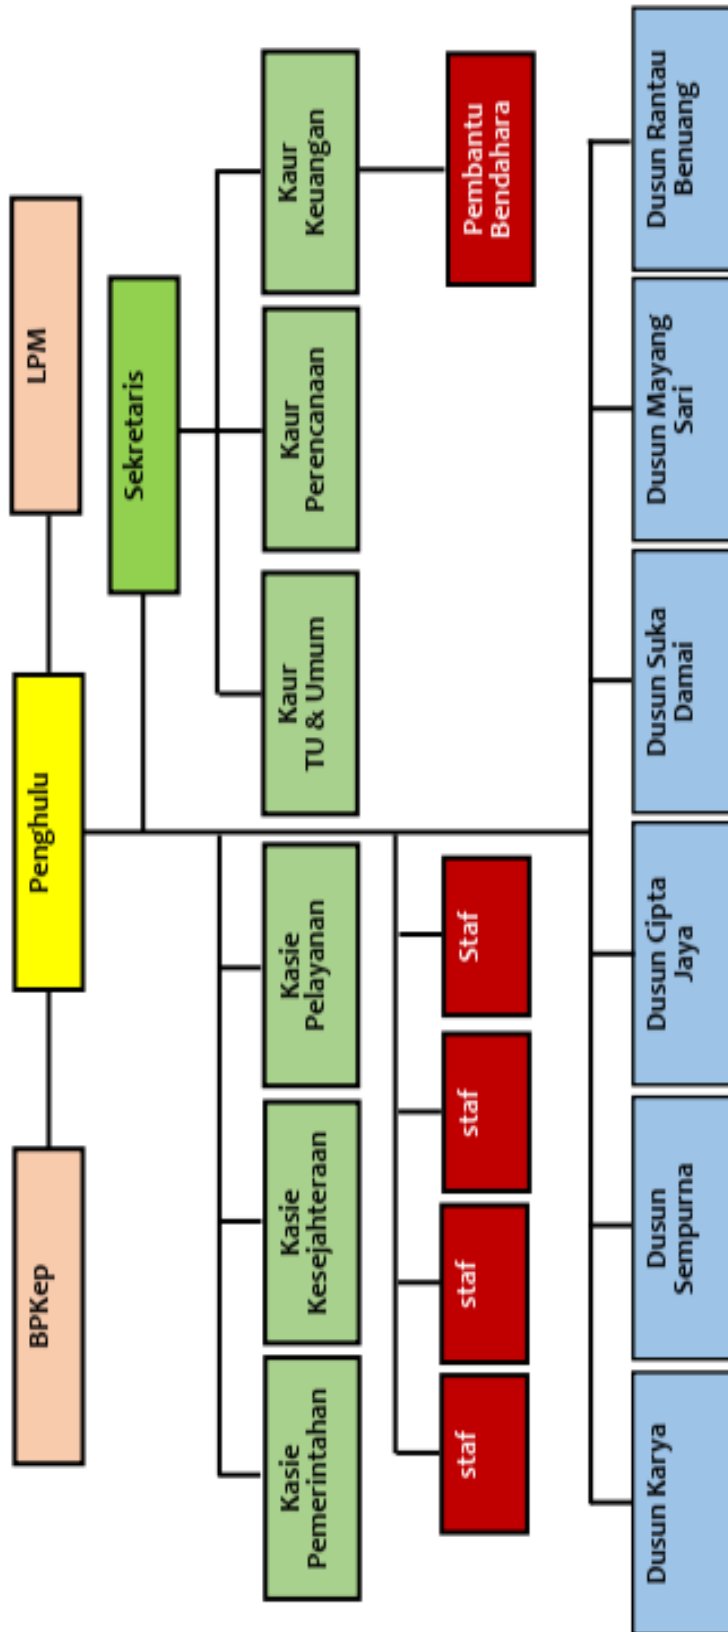 BPKep
Penghulu
LPM
Sekretaris
Kasie
Pemerintahan
Kasie
Kesejahteraan
Kasie
Pelayanan
Kaur
TU & Umum
Kaur
Perencanaan
Kaur
Keuangan
staf
staf
staf
Staf
Pembantu
Bendahara
Dusun Karya
Dusun
Sempurna
Dusun Cipta
Jaya
Dusun Suka
Damai
Dusun Mayang
Sari
Dusun Rantau
Benuang